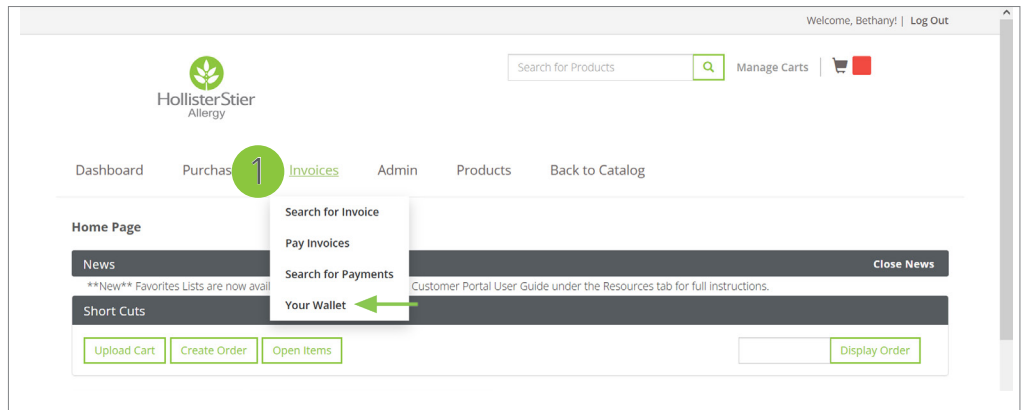 Welcome, Bethany! | Log Out
Search for Products
Manage Carts
HollisterStier
Allergy
Dashboard Purchas 1 Invoices Admin Products Back to Catalog
Search for Invoice
Home Page
Pay Invoices
News Close News
Search for Payments
**New** Favorites Lists are now avail Customer Portal User Guide under the Resources tab for full instructions.
Your Wallet
Short Cuts
Upload Cart Create Order Open Items Display Order